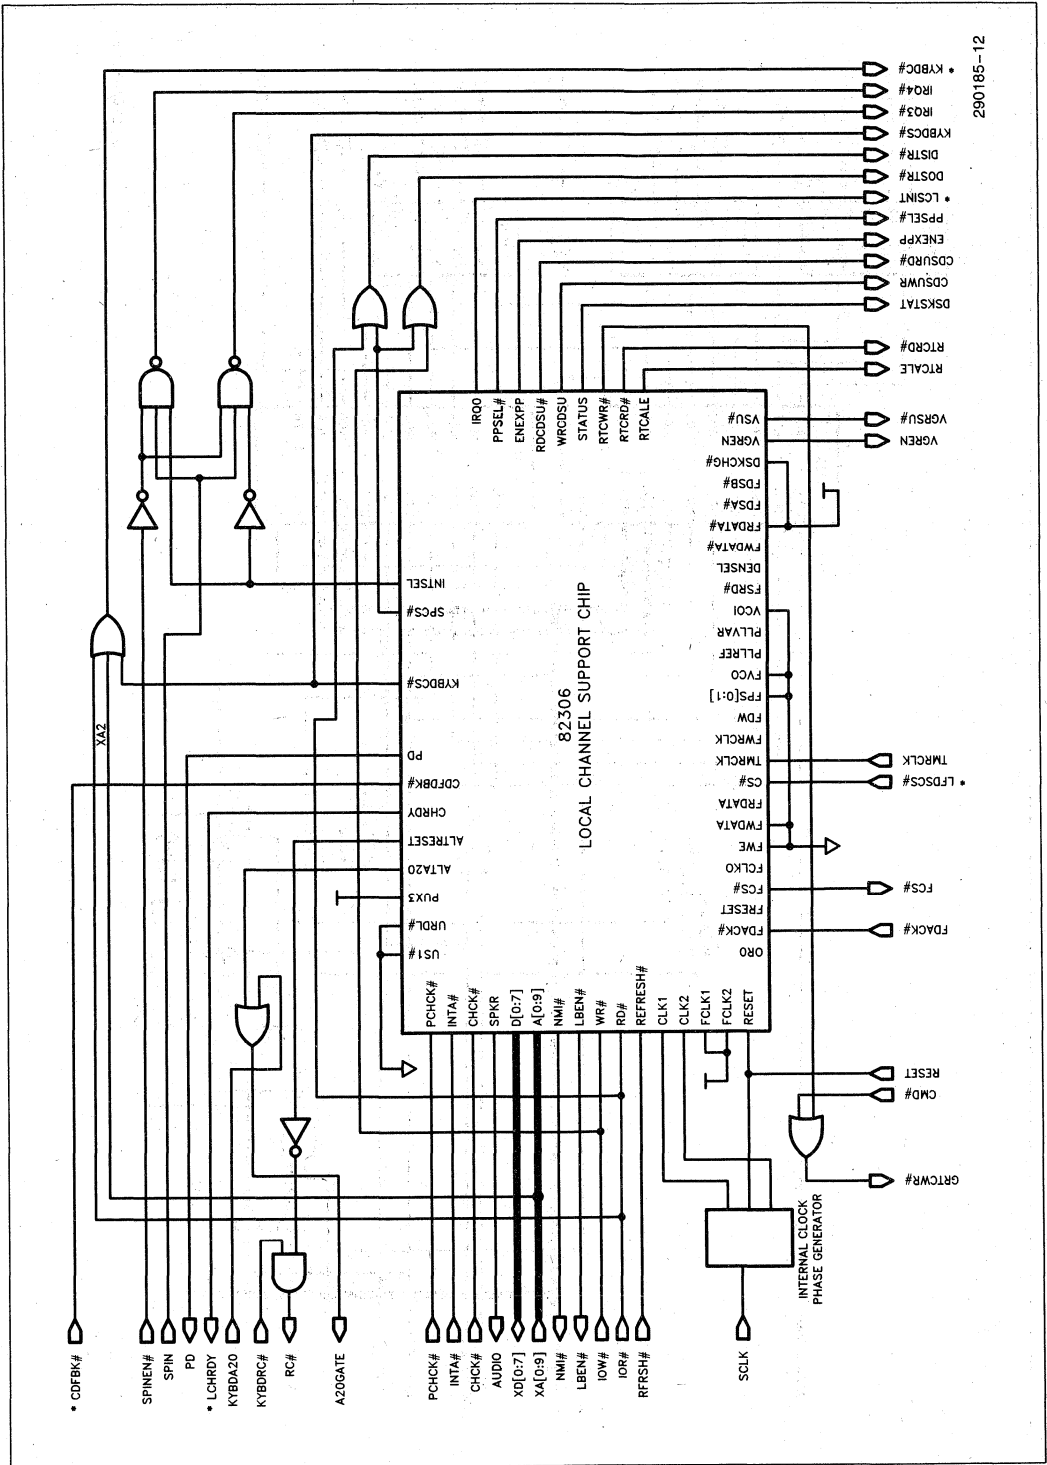 290185-12
* KYBDC#
IRQ4#
IRQ3#
KYBDCS#
DISTR#
DOSTR#
* LCSINT
PPSEL#
ENEXPP
CDSURD#
CDSUWR
DSKSTAT
RTCRD#
RTCALE
VGRSU#
VGREN
TMRCLK
* LFDSCS#
FCS#
FDACK#
RESET
CMD#
GRTCWR#
IRQ0
PPSEL#
ENEXPP
RDCDSU#
WRCDSU
STATUS
RTCWR#
RTCRD#
RTCALE
VSU#
VGREN
DSKCHG#
FDSB#
FDSA#
FRDATA#
FWDATA#
DENSEL
FSRD#
VCOI
PLLVAR
PLLREF
FVCO
FPS[0:1]
FDW
FWRCLK
TMRCLK
CS#
FRDATA
FWDATA
FWE
FCLKO
FCS#
FRESET
FDACK#
ORO
82306
LOCAL CHANNEL SUPPORT CHIP
INTSEL
SPCS#
KYBDCS#
PD
CDFDBK#
CHRDY
ALTRESET
ALTA20
PUX3
URDL#
US1#
XA2
PCHCK#
INTA#
CHCK#
SPKR
D[0:7]
A[0:9]
NMI#
LBEN#
WR#
RD#
REFRESH#
CLK1
CLK2
FCLK1
FCLK2
RESET
INTERNAL CLOCK
PHASE GENERATOR
* CDFBK#
SPINEN#
SPIN
PD
* LCHRDY
KYBDA20
KYBDRC#
RC#
A20GATE
PCHCK#
INTA#
CHCK#
AUDIO
XD[0:7]
XA[0:9]
NMI#
LBEN#
IOW#
IOR#
RFRSH#
SCLK